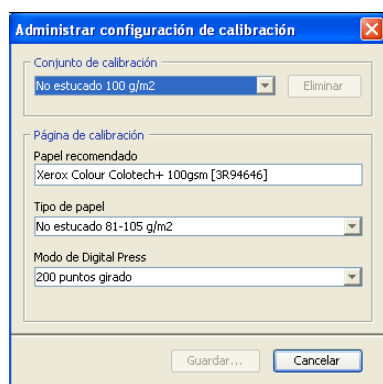 Administrar configuración de calibración
Conjunto de calibración
No estucado 100 g/m2
Eliminar
Página de calibración
Papel recomendado
Xerox Colour Colotech+ 100gsm [3R94646]
Tipo de papel
No estucado 81-105 g/m2
Modo de Digital Press
200 puntos girado
Guardar...
Cancelar